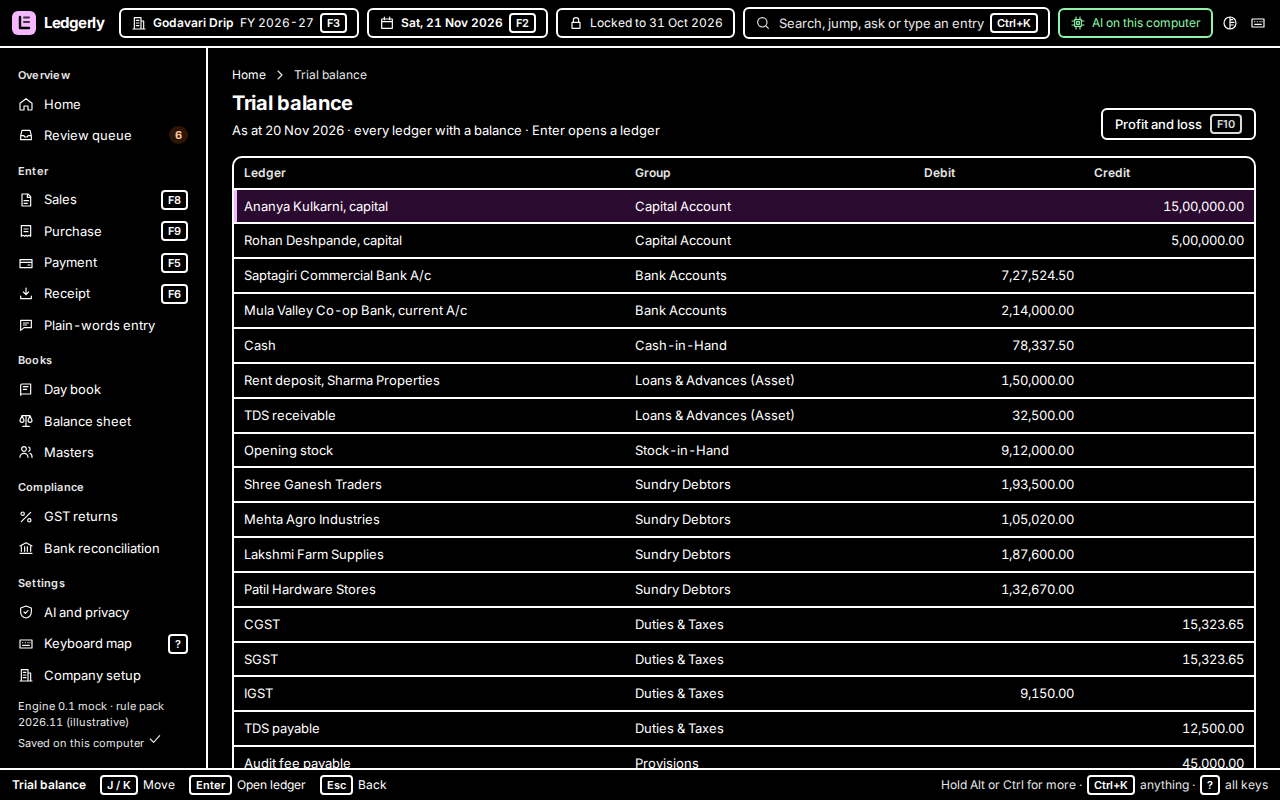 Ledgerly
Godavari Drip FY 2026-27 F3
Sat, 21 Nov 2026 F2
Locked to 31 Oct 2026
Search, jump, ask or type an entry Ctrl+K
AI on this computer
Overview
Home
Review queue 6
Enter
Sales F8
Purchase F9
Payment F5
Receipt F6
Plain-words entry
Books
Day book
Balance sheet
Masters
Compliance
GST returns
Bank reconciliation
Settings
AI and privacy
Keyboard map ?
Company setup
Engine 0.1 mock · rule pack
2026.11 (illustrative)
Saved on this computer
Home Trial balance
Trial balance
As at 20 Nov 2026 · every ledger with a balance · Enter opens a ledger
Profit and loss F10
Ledger Group Debit Credit
Ananya Kulkarni, capital Capital Account 15,00,000.00
Rohan Deshpande, capital Capital Account 5,00,000.00
Saptagiri Commercial Bank A/c Bank Accounts 7,27,524.50
Mula Valley Co-op Bank, current A/c Bank Accounts 2,14,000.00
Cash Cash-in-Hand 78,337.50
Rent deposit, Sharma Properties Loans & Advances (Asset) 1,50,000.00
TDS receivable Loans & Advances (Asset) 32,500.00
Opening stock Stock-in-Hand 9,12,000.00
Shree Ganesh Traders Sundry Debtors 1,93,500.00
Mehta Agro Industries Sundry Debtors 1,05,020.00
Lakshmi Farm Supplies Sundry Debtors 1,87,600.00
Patil Hardware Stores Sundry Debtors 1,32,670.00
CGST Duties & Taxes 15,323.65
SGST Duties & Taxes 15,323.65
IGST Duties & Taxes 9,150.00
TDS payable Duties & Taxes 12,500.00
Audit fee payable Provisions 45,000.00
Trial balance J / K Move Enter Open ledger Esc Back
Hold Alt or Ctrl for more · Ctrl+K anything · ? all keys